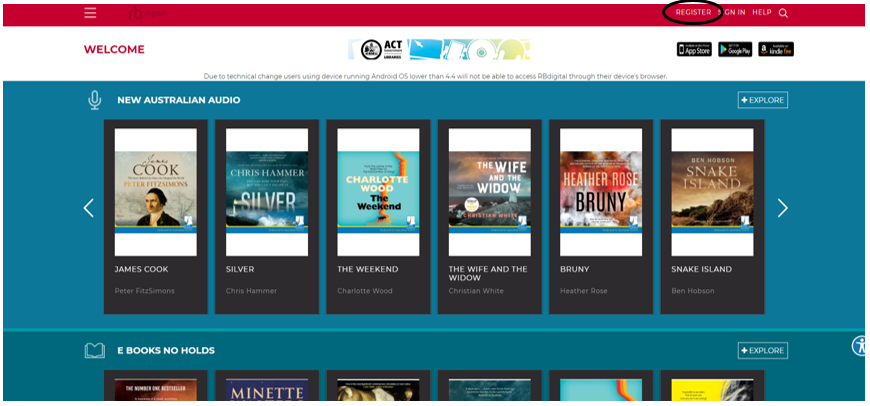 REGISTER SIGN IN HELP
WELCOME
ACT
Government
LIBRARIES
App Store
Google Play
kindle fire
Due to technical change users using device running Android OS lower than 4.4 will not be able to access RBdigital through their device's browser.
NEW AUSTRALIAN AUDIO
+ EXPLORE
James
COOK
PETER FITZSIMONS
CHRIS HAMMER
SILVER
CHARLOTTE
WOOD
The
Weekend
THE WIFE
AND THE
WIDOW
CHRISTIAN WHITE
HEATHER ROSE
BRUNY
BEN HOBSON
SNAKE
ISLAND
JAMES COOK
Peter FitzSimons
SILVER
Chris Hammer
THE WEEKEND
Charlotte Wood
THE WIFE AND THE
WIDOW
Christian White
BRUNY
Heather Rose
SNAKE ISLAND
Ben Hobson
E BOOKS NO HOLDS
+ EXPLORE
THE NUMBER ONE BESTSELLER
MINETTE